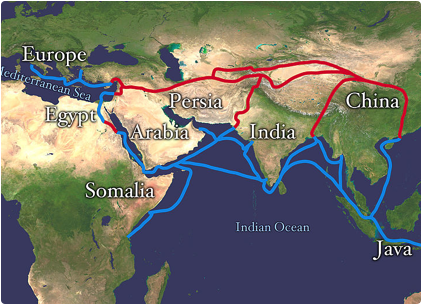 Europe
Mediterranean Sea
Egypt
Persia
China
Arabia
India
Somalia
Indian Ocean
Java